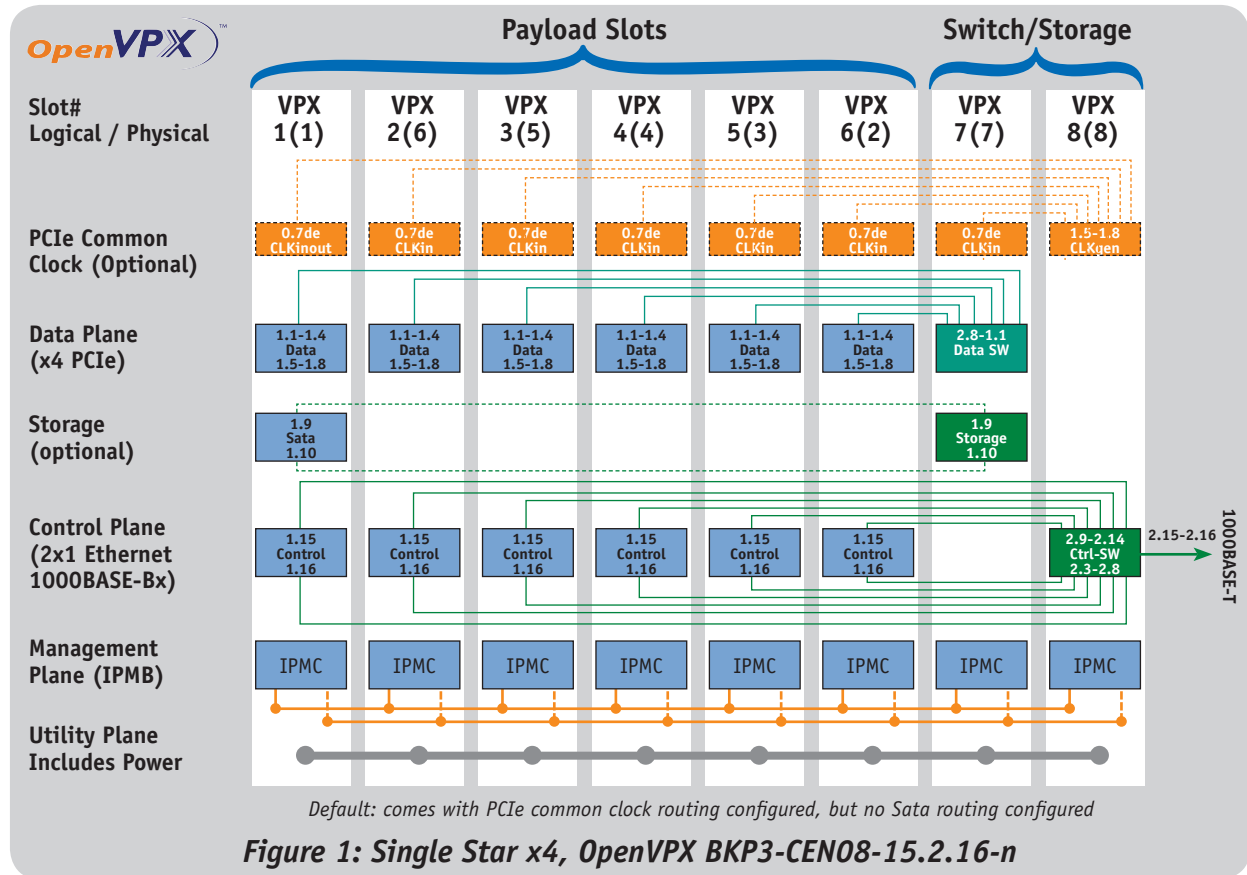 OpenVPX™
Payload Slots
Switch/Storage
Slot#
Logical / Physical
VPX
1(1)
VPX
2(6)
VPX
3(5)
VPX
4(4)
VPX
5(3)
VPX
6(2)
VPX
7(7)
VPX
8(8)
PCIe Common
Clock (Optional)
0.7de
CLKinout
0.7de
CLKin
0.7de
CLKin
0.7de
CLKin
0.7de
CLKin
0.7de
CLKin
0.7de
CLKin
1.5-1.8
CLKgen
Data Plane
(x4 PCIe)
1.1-1.4
Data
1.5-1.8
1.1-1.4
Data
1.5-1.8
1.1-1.4
Data
1.5-1.8
1.1-1.4
Data
1.5-1.8
1.1-1.4
Data
1.5-1.8
1.1-1.4
Data
1.5-1.8
2.8-1.1
Data SW
Storage
(optional)
1.9
Sata
1.10
1.9
Storage
1.10
Control Plane
(2x1 Ethernet
1000BASE-Bx)
1.15
Control
1.16
1.15
Control
1.16
1.15
Control
1.16
1.15
Control
1.16
1.15
Control
1.16
1.15
Control
1.16
2.9-2.14
Ctrl-SW
2.3-2.8
2.15-2.16
1000BASE-T
Management
Plane (IPMB)
IPMC
IPMC
IPMC
IPMC
IPMC
IPMC
IPMC
IPMC
Utility Plane
Includes Power
Default: comes with PCIe common clock routing configured, but no Sata routing configured
Figure 1: Single Star x4, OpenVPX BKP3-CEN08-15.2.16-n